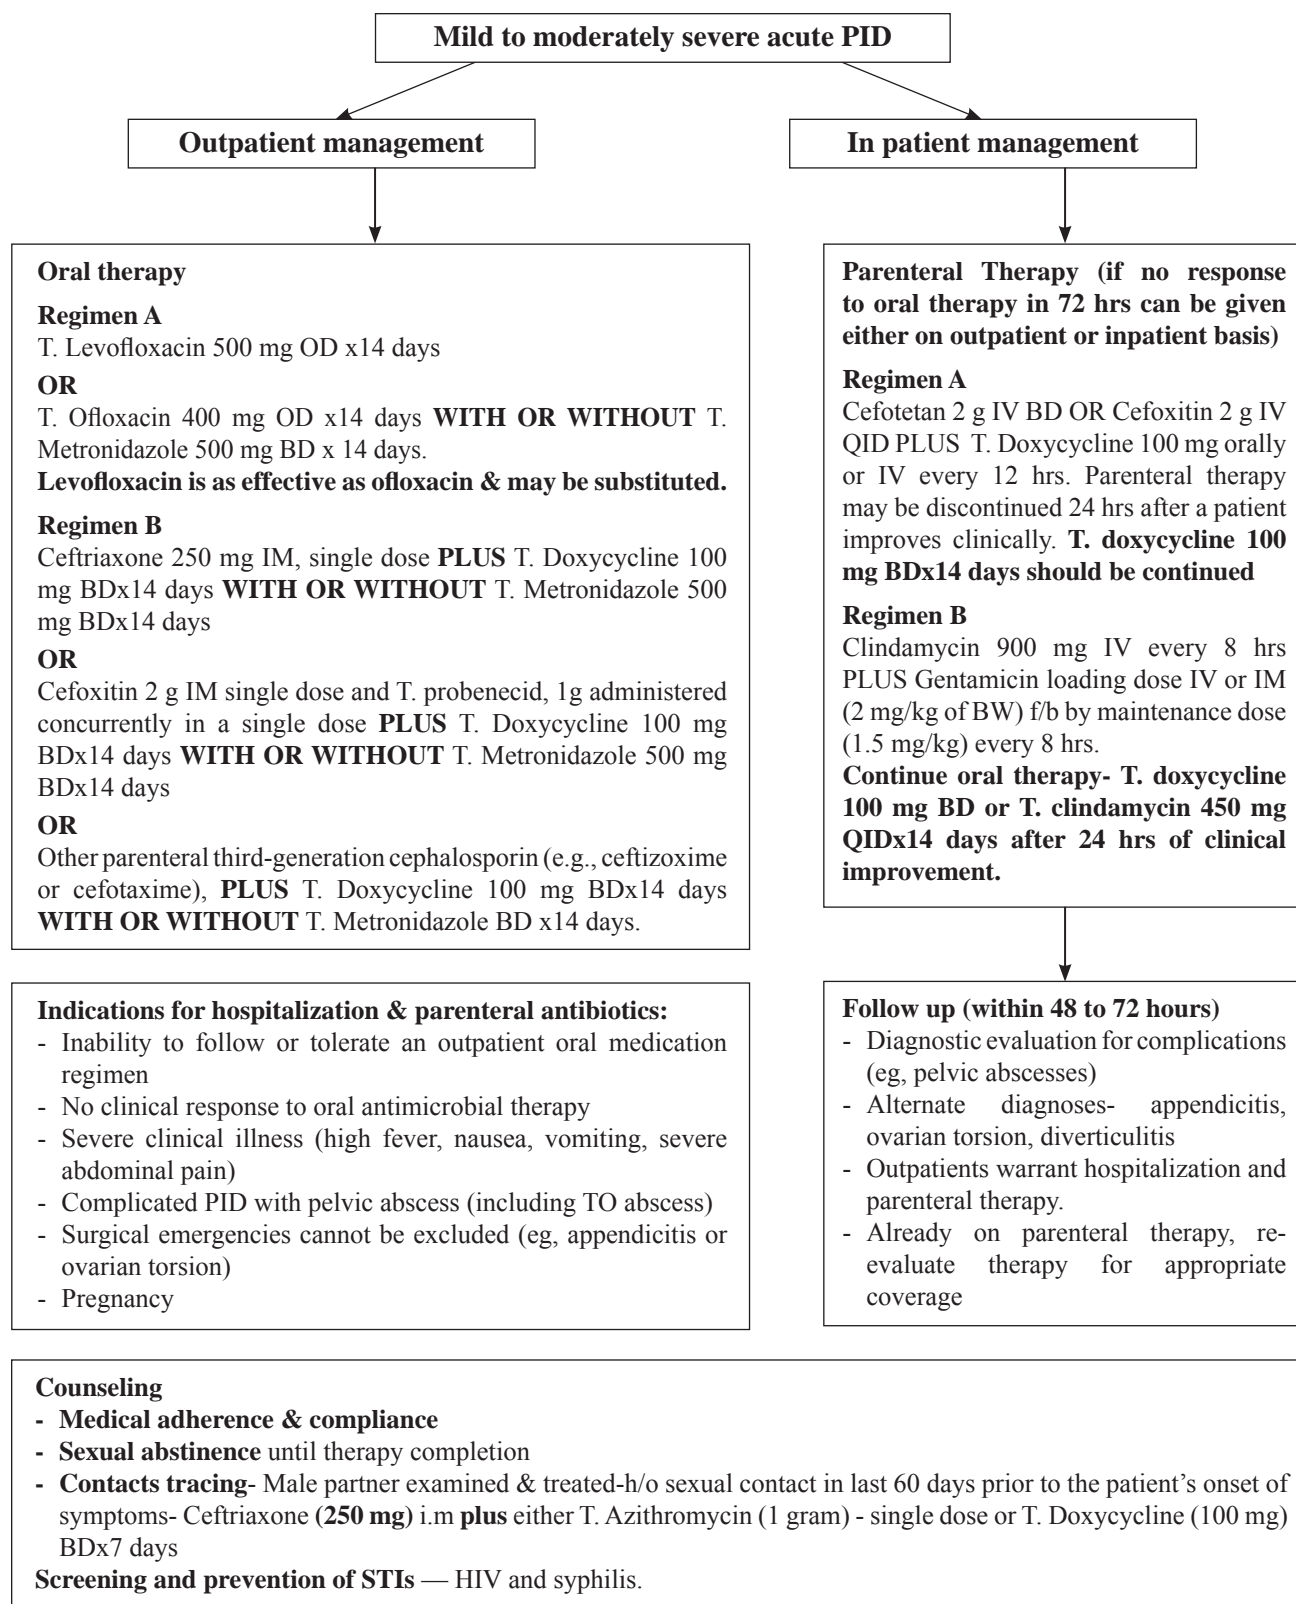 Mild to moderately severe acute PID
Outpatient management
In patient management
Oral therapy
Regimen A
T. Levofloxacin 500 mg OD x14 days
OR
T. Ofloxacin 400 mg OD x14 days WITH OR WITHOUT T.
Metronidazole 500 mg BD x 14 days.
Levofloxacin is as effective as ofloxacin & may be substituted.
Regimen B
Ceftriaxone 250 mg IM, single dose PLUS T. Doxycycline 100
mg BDx14 days WITH OR WITHOUT T. Metronidazole 500
mg BDx14 days
OR
Cefoxitin 2 g IM single dose and T. probenecid, 1g administered
concurrently in a single dose PLUS T. Doxycycline 100 mg
BDx14 days WITH OR WITHOUT T. Metronidazole 500 mg
BDx14 days
OR
Other parenteral third-generation cephalosporin (e.g., ceftizoxime
or cefotaxime), PLUS T. Doxycycline 100 mg BDx14 days
WITH OR WITHOUT T. Metronidazole BD x14 days.
Parenteral Therapy (if no response
to oral therapy in 72 hrs can be given
either on outpatient or inpatient basis)
Regimen A
Cefotetan 2 g IV BD OR Cefoxitin 2 g IV
QID PLUS T. Doxycycline 100 mg orally
or IV every 12 hrs. Parenteral therapy
may be discontinued 24 hrs after a patient
improves clinically. T. doxycycline 100
mg BDx14 days should be continued
Regimen B
Clindamycin 900 mg IV every 8 hrs
PLUS Gentamicin loading dose IV or IM
(2 mg/kg of BW) f/b by maintenance dose
(1.5 mg/kg) every 8 hrs.
Continue oral therapy- T. doxycycline
100 mg BD or T. clindamycin 450 mg
QIDx14 days after 24 hrs of clinical
improvement.
Indications for hospitalization & parenteral antibiotics:
- Inability to follow or tolerate an outpatient oral medication
regimen
- No clinical response to oral antimicrobial therapy
- Severe clinical illness (high fever, nausea, vomiting, severe
abdominal pain)
- Complicated PID with pelvic abscess (including TO abscess)
- Surgical emergencies cannot be excluded (eg, appendicitis or
ovarian torsion)
- Pregnancy
Follow up (within 48 to 72 hours)
- Diagnostic evaluation for complications
(eg, pelvic abscesses)
- Alternate diagnoses- appendicitis,
ovarian torsion, diverticulitis
- Outpatients warrant hospitalization and
parenteral therapy.
- Already on parenteral therapy, re-
evaluate therapy for appropriate
coverage
Counseling
- Medical adherence & compliance
- Sexual abstinence until therapy completion
- Contacts tracing- Male partner examined & treated-h/o sexual contact in last 60 days prior to the patient's onset of
symptoms- Ceftriaxone (250 mg) i.m plus either T. Azithromycin (1 gram) - single dose or T. Doxycycline (100 mg)
BDx7 days
Screening and prevention of STIs — HIV and syphilis.